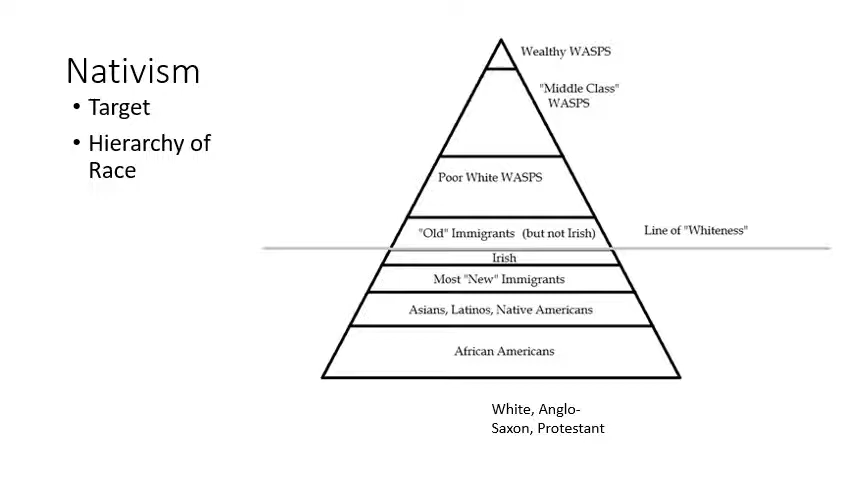 Nativism
• Target
• Hierarchy of
Race
Wealthy WASPS
"Middle Class"
WASPS
Poor White WASPS
"Old" Immigrants (but not Irish)
Line of "Whiteness"
Irish
Most "New" Immigrants
Asians, Latinos, Native Americans
African Americans
White, Anglo-
Saxon, Protestant